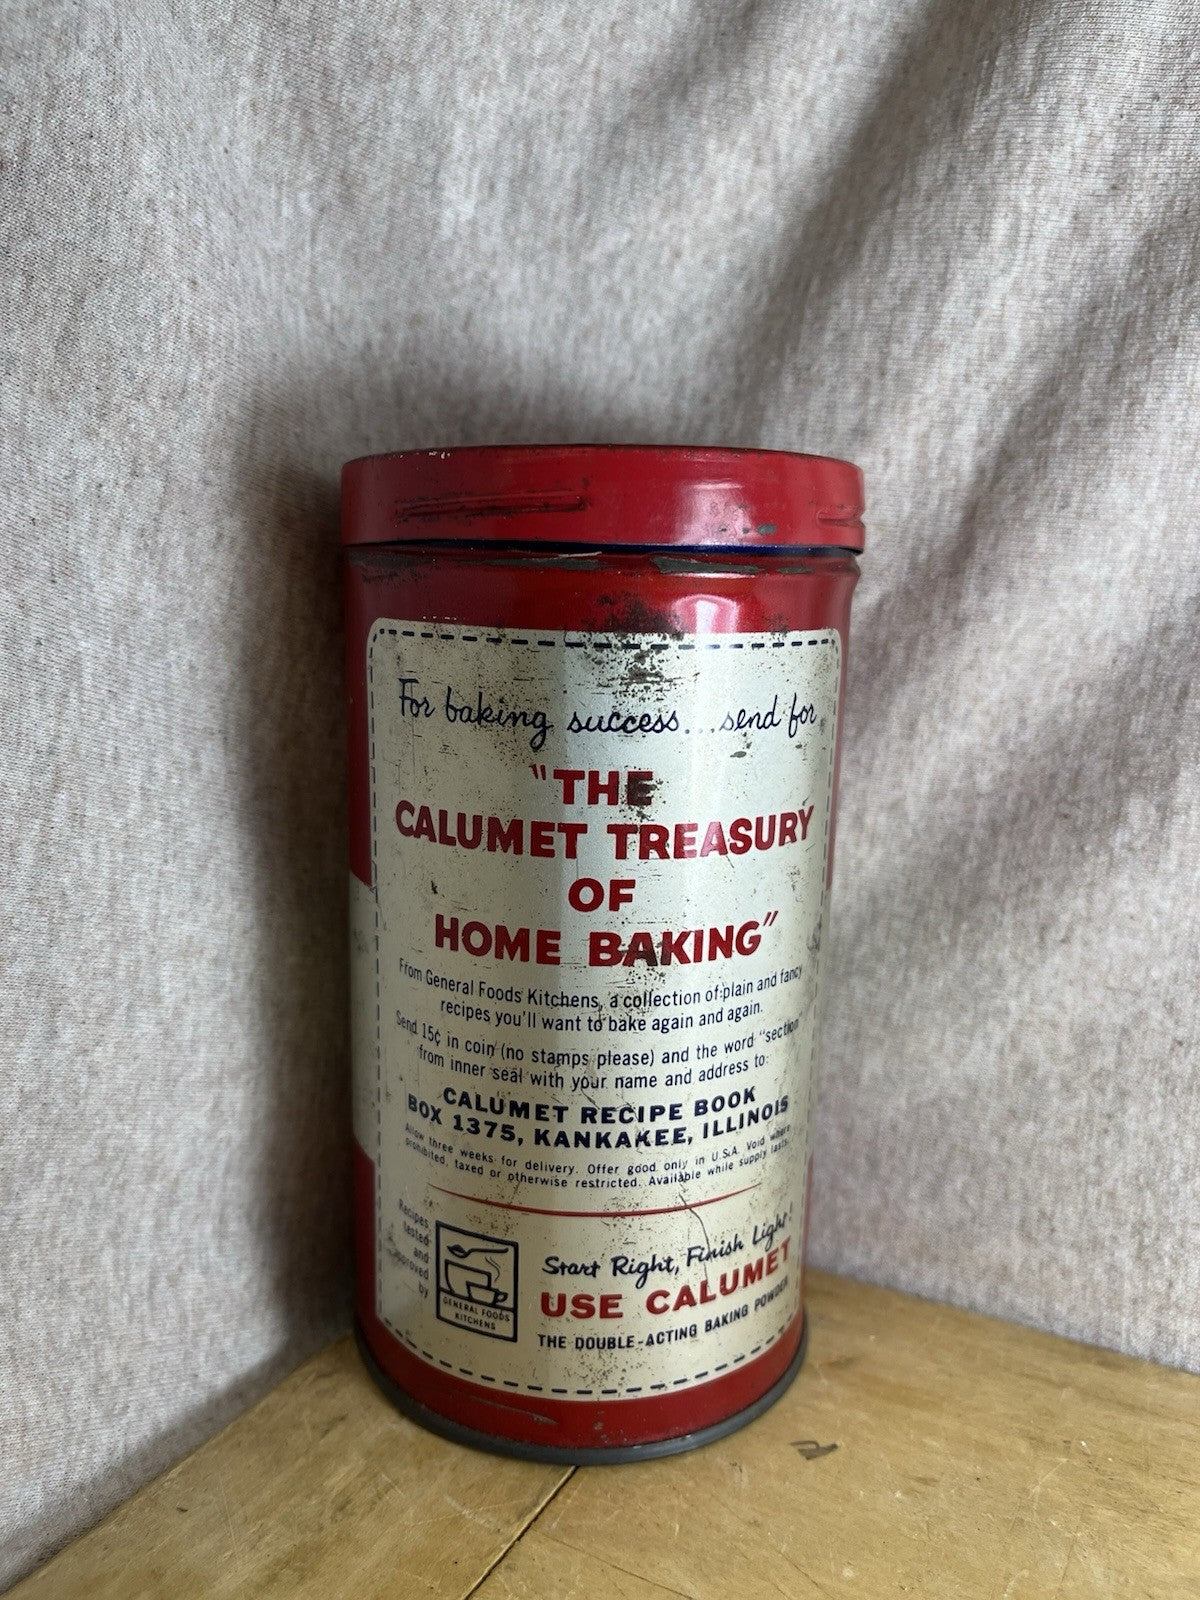 For baking success...send for
"THE
CALUMET TREASURY
OF
HOME BAKING"
From General Foods Kitchens, a collection of plain and fancy
recipes you'll want to bake again and again.
Send 15¢ in coin (no stamps please) and the word "section"
from inner seal with your name and address to:
CALUMET RECIPE BOOK
BOX 1375, KANKAKEE, ILLINOIS
Allow three weeks for delivery. Offer good only in U.S.A. Void where
prohibited, taxed or otherwise restricted. Available while supply lasts.
Recipes
tested
and
approved
by
GENERAL FOODS
KITCHENS
Start Right, Finish Light!
USE CALUMET
THE DOUBLE-ACTING BAKING POWDER